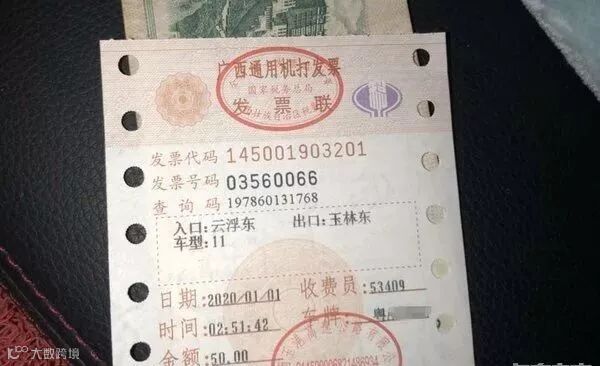 广西通用机打发票
国家税务总局
发票联
发票代码 145001903201
发票号码 03560066
查询码 197860131768
入口:云浮东 出口:玉林东
车型:11
日期:2020/01/01 收费员:53409
时间:02:51:42 车牌 粤
金额:50.00
大数跨境